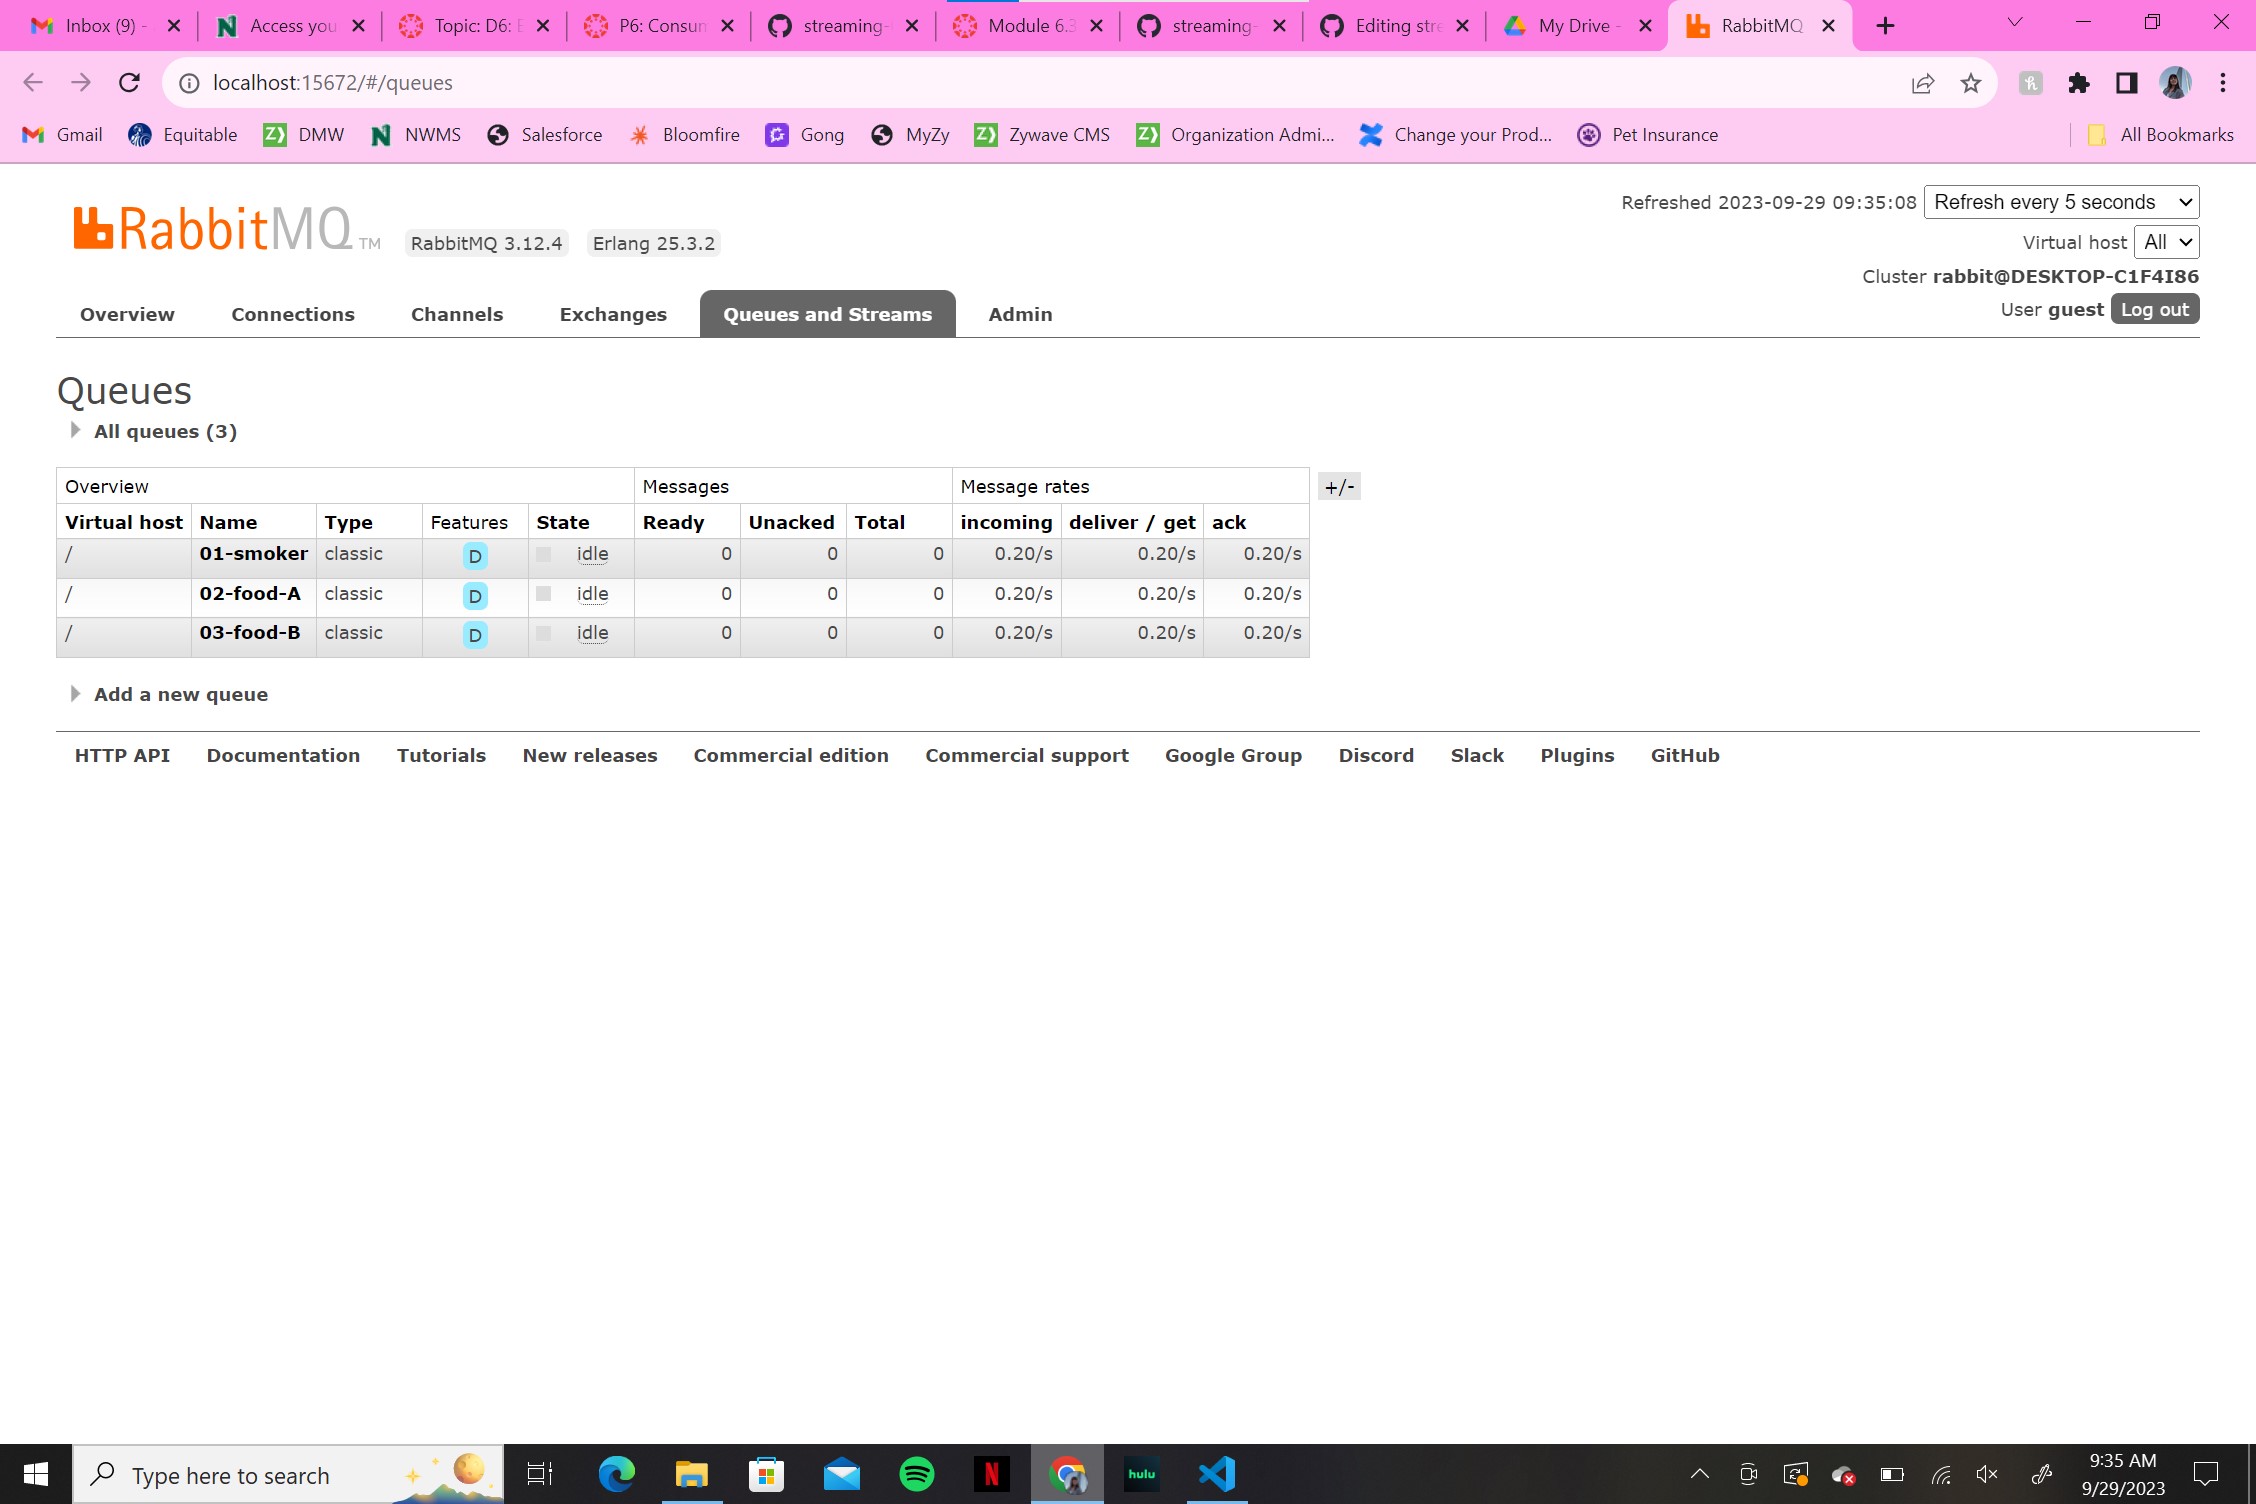 Inbox (9) -
Access you
Topic: D6: E
P6: Consum
streaming-
Module 6.3
streaming-
Editing stre
My Drive -
RabbitMQ
localhost:15672/#/queues
Gmail
Equitable
DMW
NWMS
Salesforce
Bloomfire
Gong
MyZy
Zywave CMS
Organization Admi...
Change your Prod...
Pet Insurance
All Bookmarks
Refreshed 2023-09-29 09:35:08 Refresh every 5 seconds
RabbitMQ TM RabbitMQ 3.12.4 Erlang 25.3.2
Virtual host All
Cluster rabbit@DESKTOP-C1F4I86
User guest Log out
Overview Connections Channels Exchanges Queues and Streams Admin
Queues
All queues (3)
Overview Messages Message rates +/-
Virtual host Name Type Features State Ready Unacked Total incoming deliver / get ack
/ 01-smoker classic D idle 0 0 0 0.20/s 0.20/s 0.20/s
/ 02-food-A classic D idle 0 0 0 0.20/s 0.20/s 0.20/s
/ 03-food-B classic D idle 0 0 0 0.20/s 0.20/s 0.20/s
Add a new queue
HTTP API Documentation Tutorials New releases Commercial edition Commercial support Google Group Discord Slack Plugins GitHub
Type here to search
hulu
9:35 AM
9/29/2023